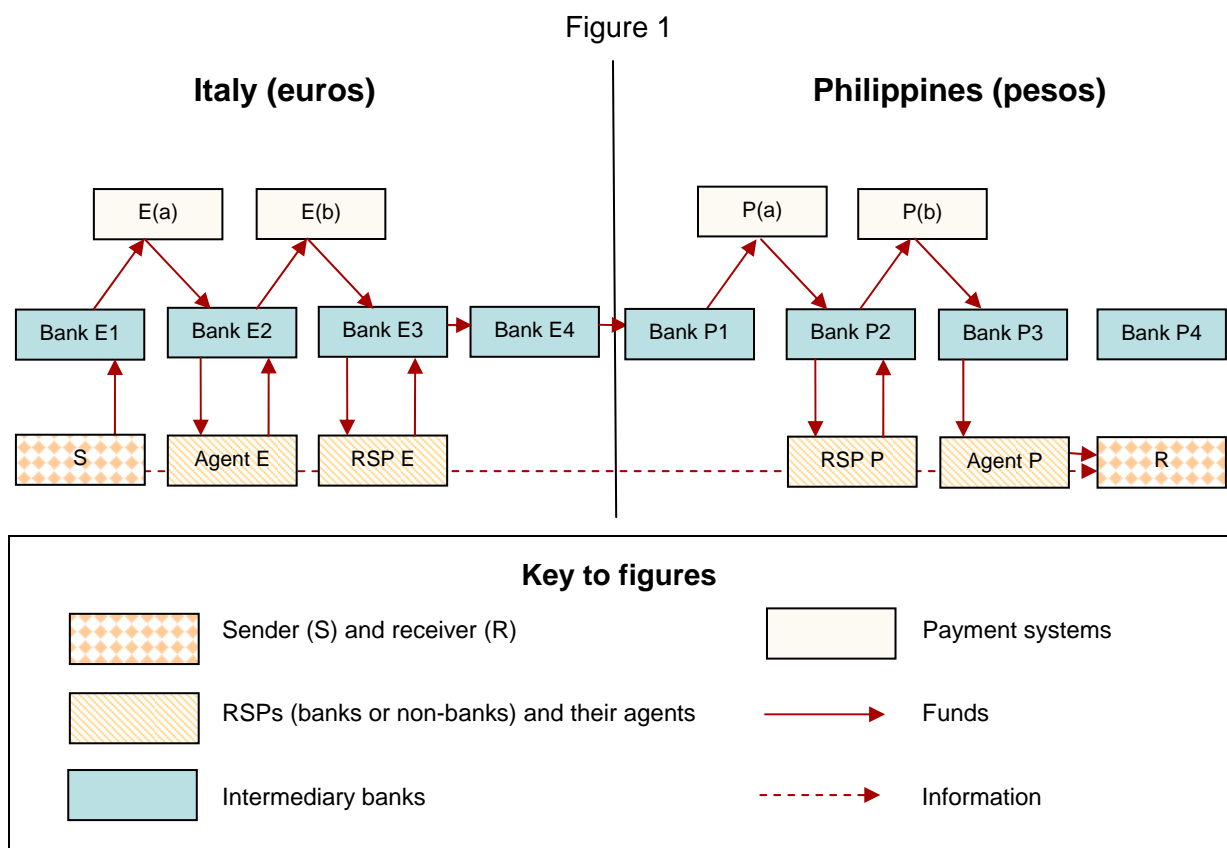 Figure 1
Italy (euros)
Philippines (pesos)
E(a)
E(b)
P(a)
P(b)
Bank E1
Bank E2
Bank E3
Bank E4
Bank P1
Bank P2
Bank P3
Bank P4
S
Agent E
RSP E
RSP P
Agent P
R
Key to figures
Sender (S) and receiver (R)
Payment systems
RSPs (banks or non-banks) and their agents
Funds
Intermediary banks
Information